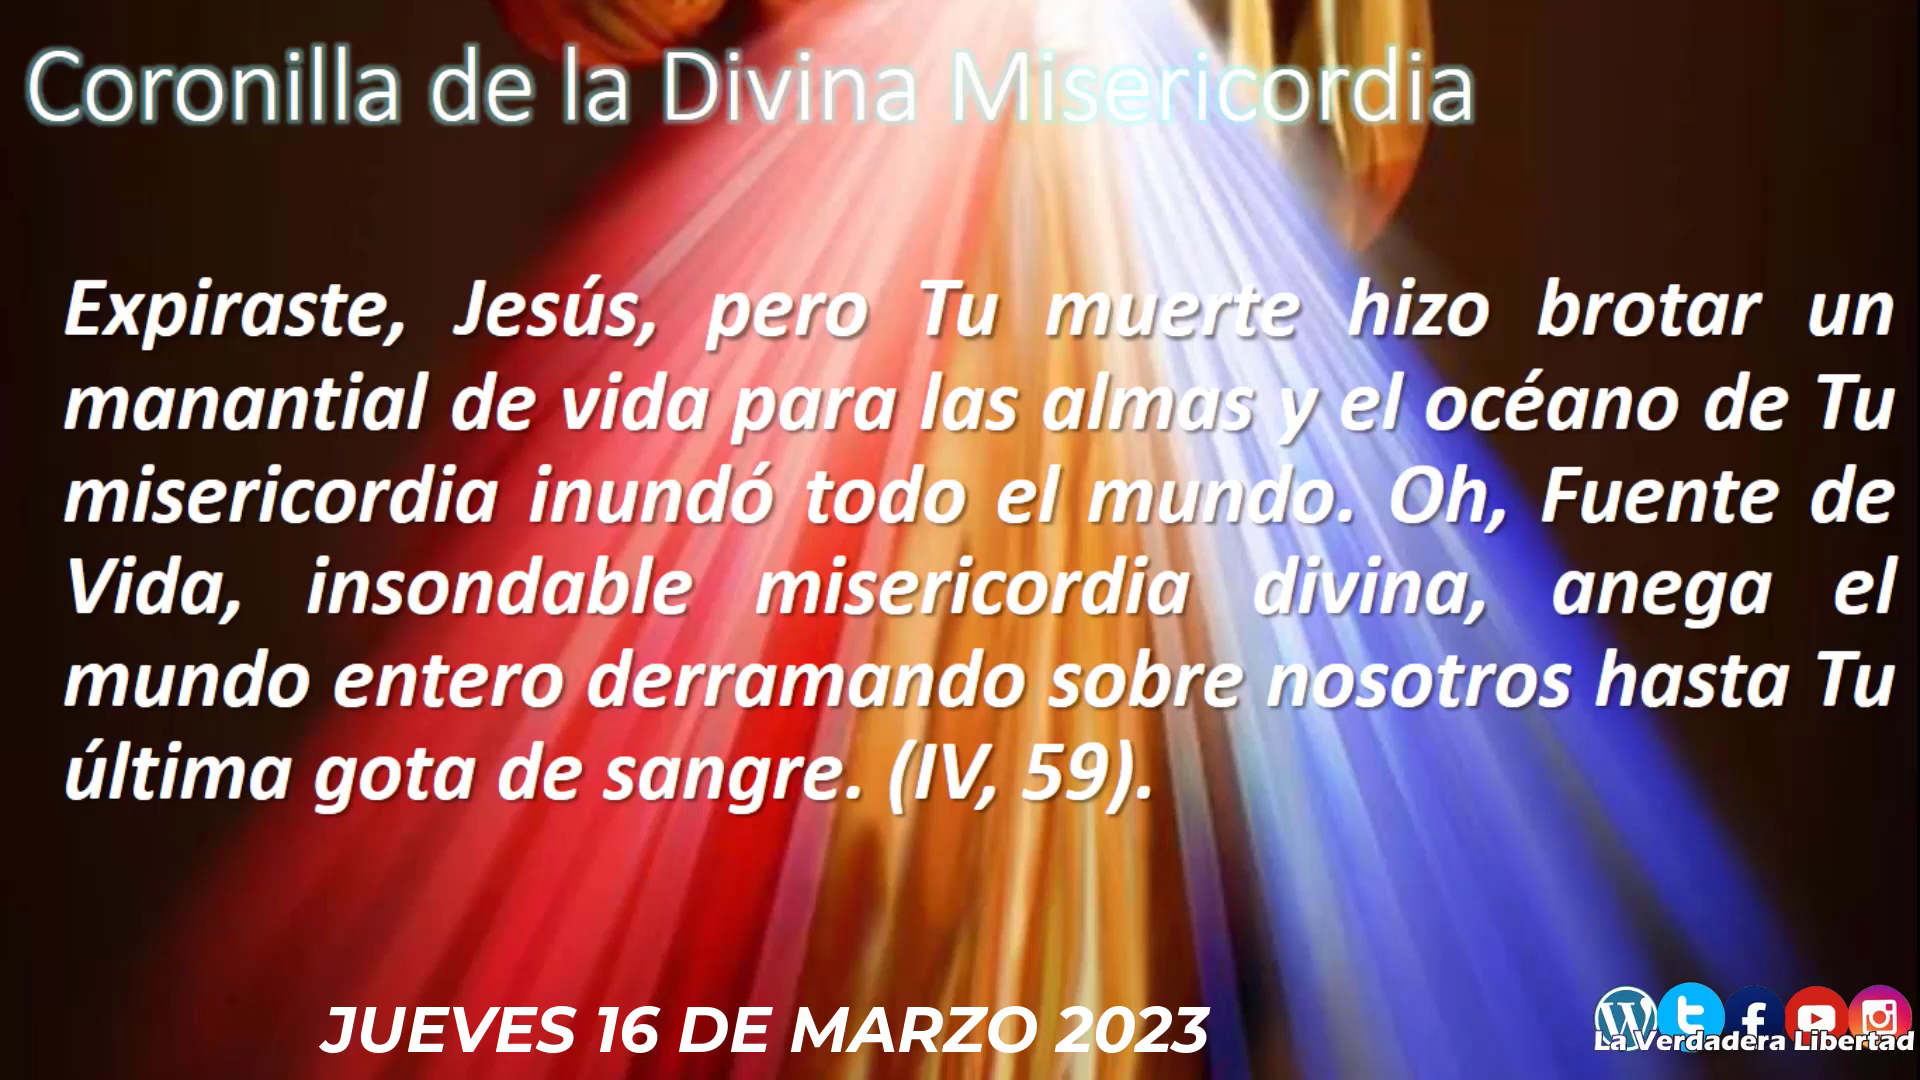 Coronilla de la Divina Misericordia
Expiraste, Jesús, pero Tu muerte hizo brotar un
manantial de vida para las almas y el océano de Tu
misericordia inundó todo el mundo. Oh, Fuente de
Vida, insondable misericordia divina, anega el
mundo entero derramando sobre nosotros hasta Tu
última gota de sangre. (IV, 59).
JUEVES 16 DE MARZO 2023
La Verdadera Libertad